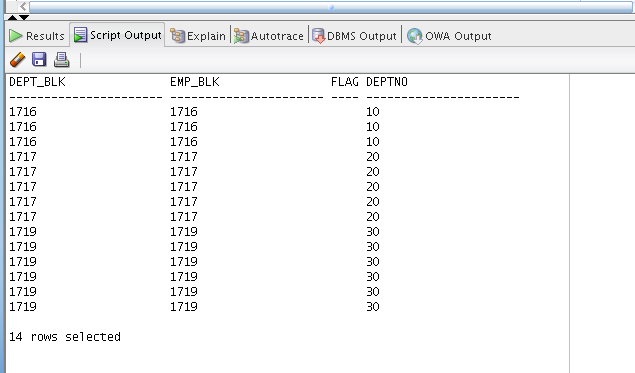 Results Script Output Explain Autotrace DBMS Output OWA Output
DEPT_BLK EMP_BLK FLAG DEPTNO
---------------------- ---------------------- ---- ----------------------
1716 1716 10
1716 1716 10
1716 1716 10
1717 1717 20
1717 1717 20
1717 1717 20
1717 1717 20
1717 1717 20
1719 1719 30
1719 1719 30
1719 1719 30
1719 1719 30
1719 1719 30
1719 1719 30
14 rows selected